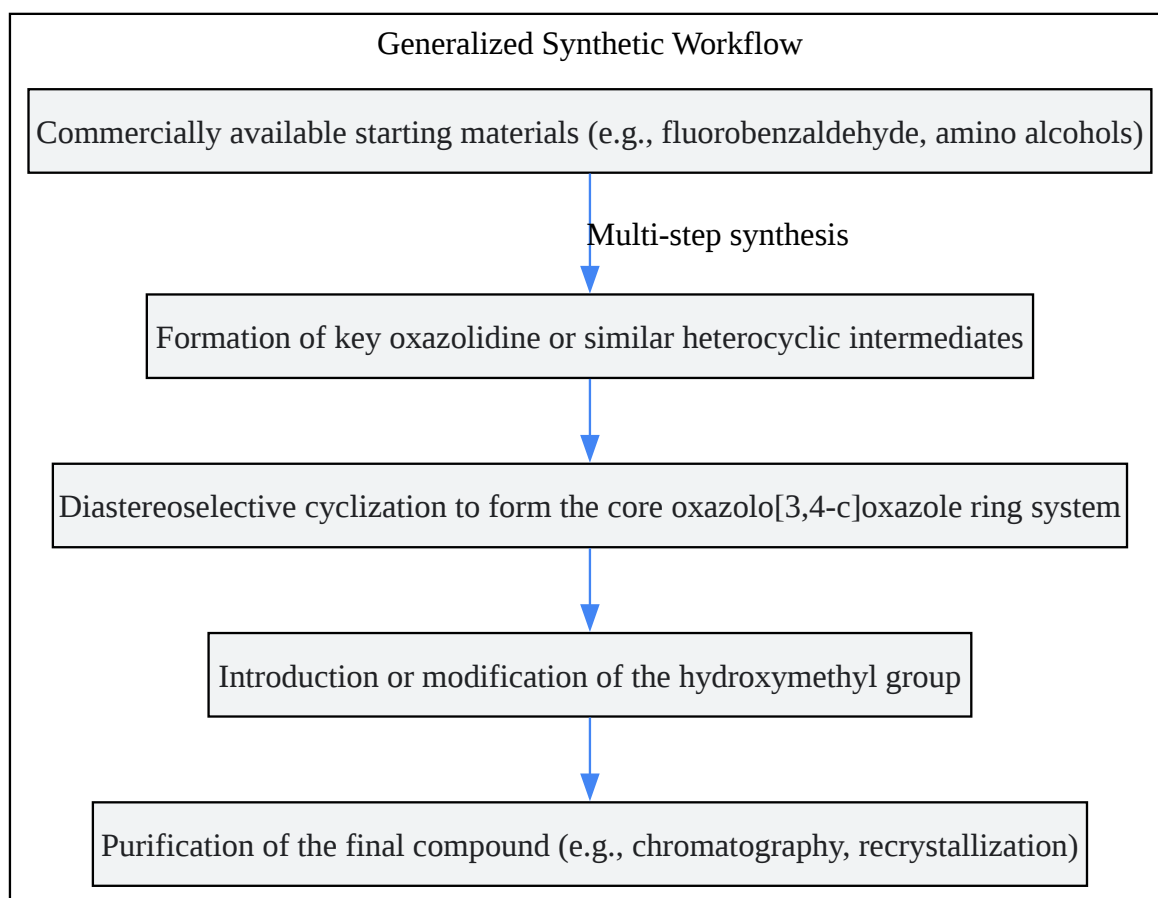 Generalized Synthetic Workflow
Commercially available starting materials (e.g., fluorobenzaldehyde, amino alcohols)
Multi-step synthesis
Formation of key oxazolidine or similar heterocyclic intermediates
Diastereoselective cyclization to form the core oxazolo[3,4-c]oxazole ring system
Introduction or modification of the hydroxymethyl group
Purification of the final compound (e.g., chromatography, recrystallization)